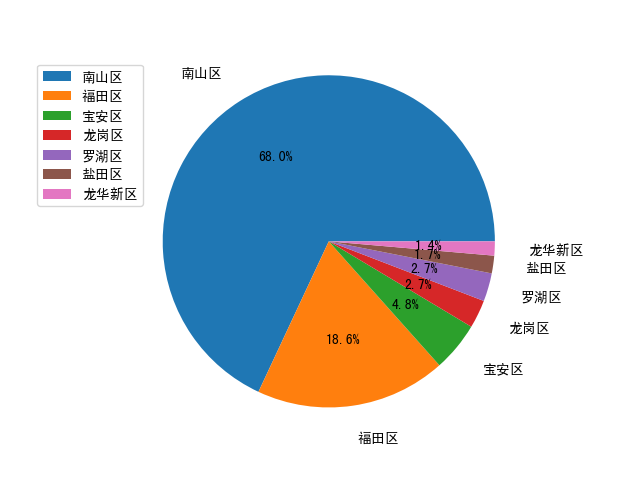 南山区
福田区
宝安区
龙岗区
罗湖区
盐田区
龙华新区
南山区
68.0%
1.4%
龙华新区
1.7%
盐田区
2.7%
罗湖区
2.7%
龙岗区
4.8%
宝安区
18.6%
福田区